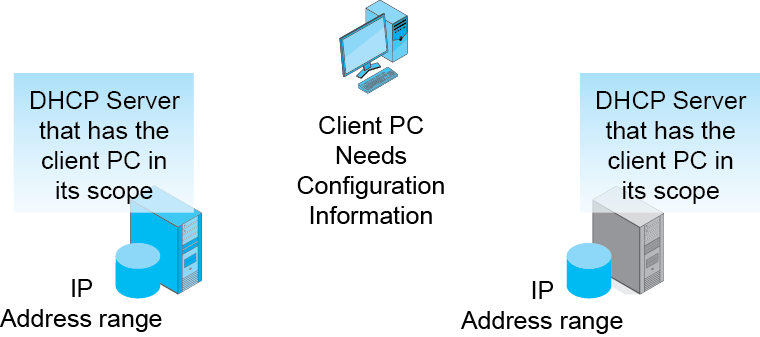 DHCP Server
that has the
client PC in
its scope
IP
Address range
Client PC
Needs
Configuration
Information
DHCP Server
that has the
client PC in
its scope
IP
Address range